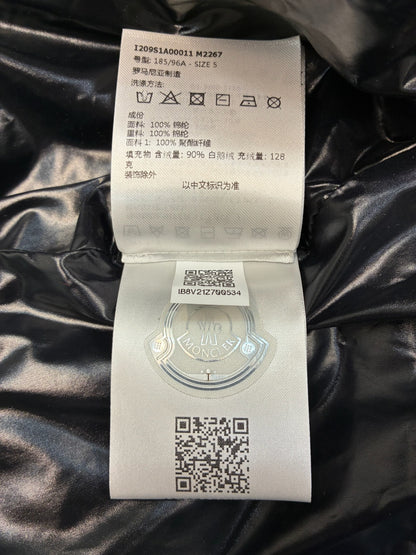 I209S1A00011 M2267
号型: 185/96A - SIZE 5
罗马尼亚制造
洗涤方法:
成份
面料: 100% 锦纶
里料: 100% 锦纶
面料 1: 100% 聚酯纤维
填充物 含绒量: 90% 白鹅绒 充绒量: 128
克
装饰除外
以中文标识为准
1B8V21Z700534
MONCLER